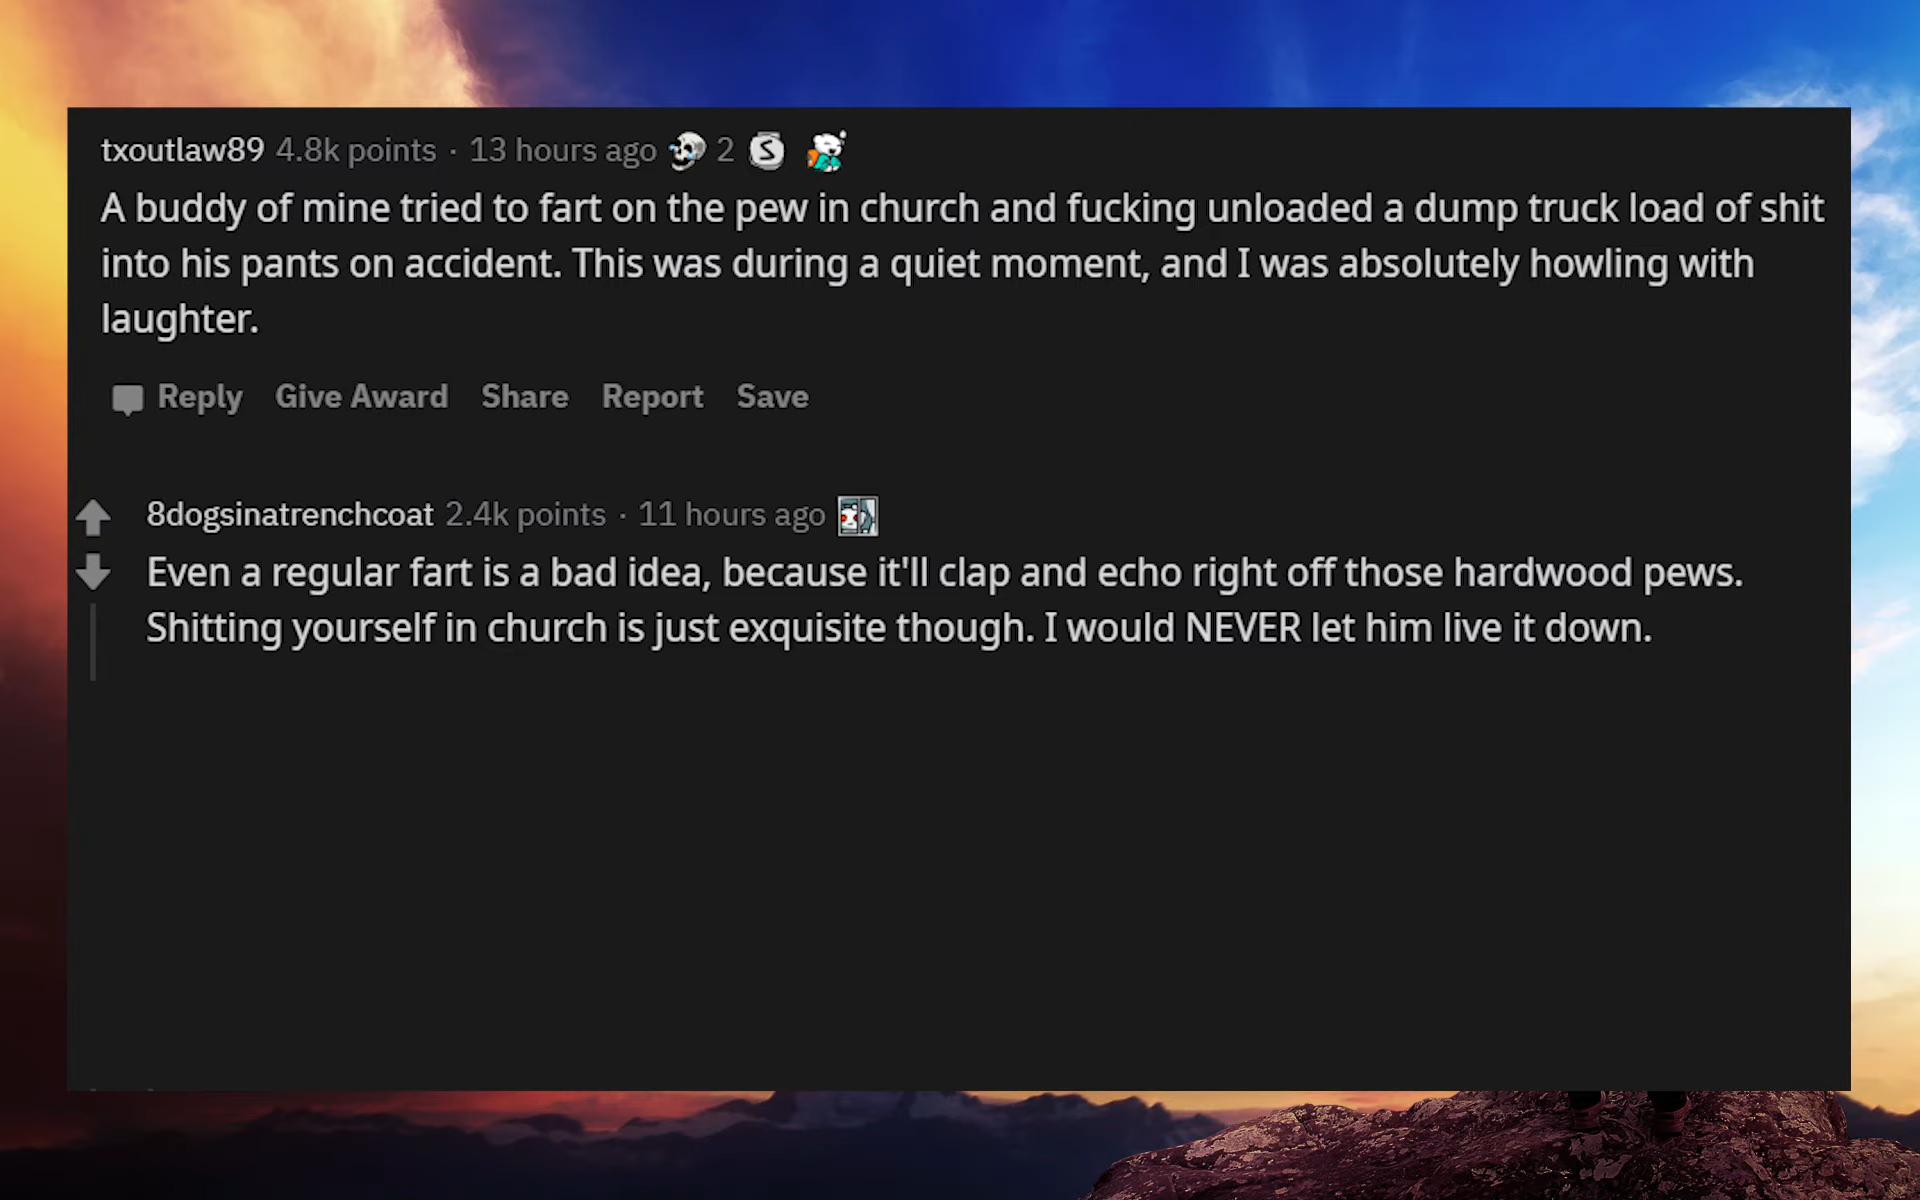 txoutlaw89 4.8k points · 13 hours ago 2 S
A buddy of mine tried to fart on the pew in church and fucking unloaded a dump truck load of shit
into his pants on accident. This was during a quiet moment, and I was absolutely howling with
laughter.
Reply Give Award Share Report Save
8dogsinatrenchcoat 2.4k points · 11 hours ago
Even a regular fart is a bad idea, because it'll clap and echo right off those hardwood pews.
Shitting yourself in church is just exquisite though. I would NEVER let him live it down.